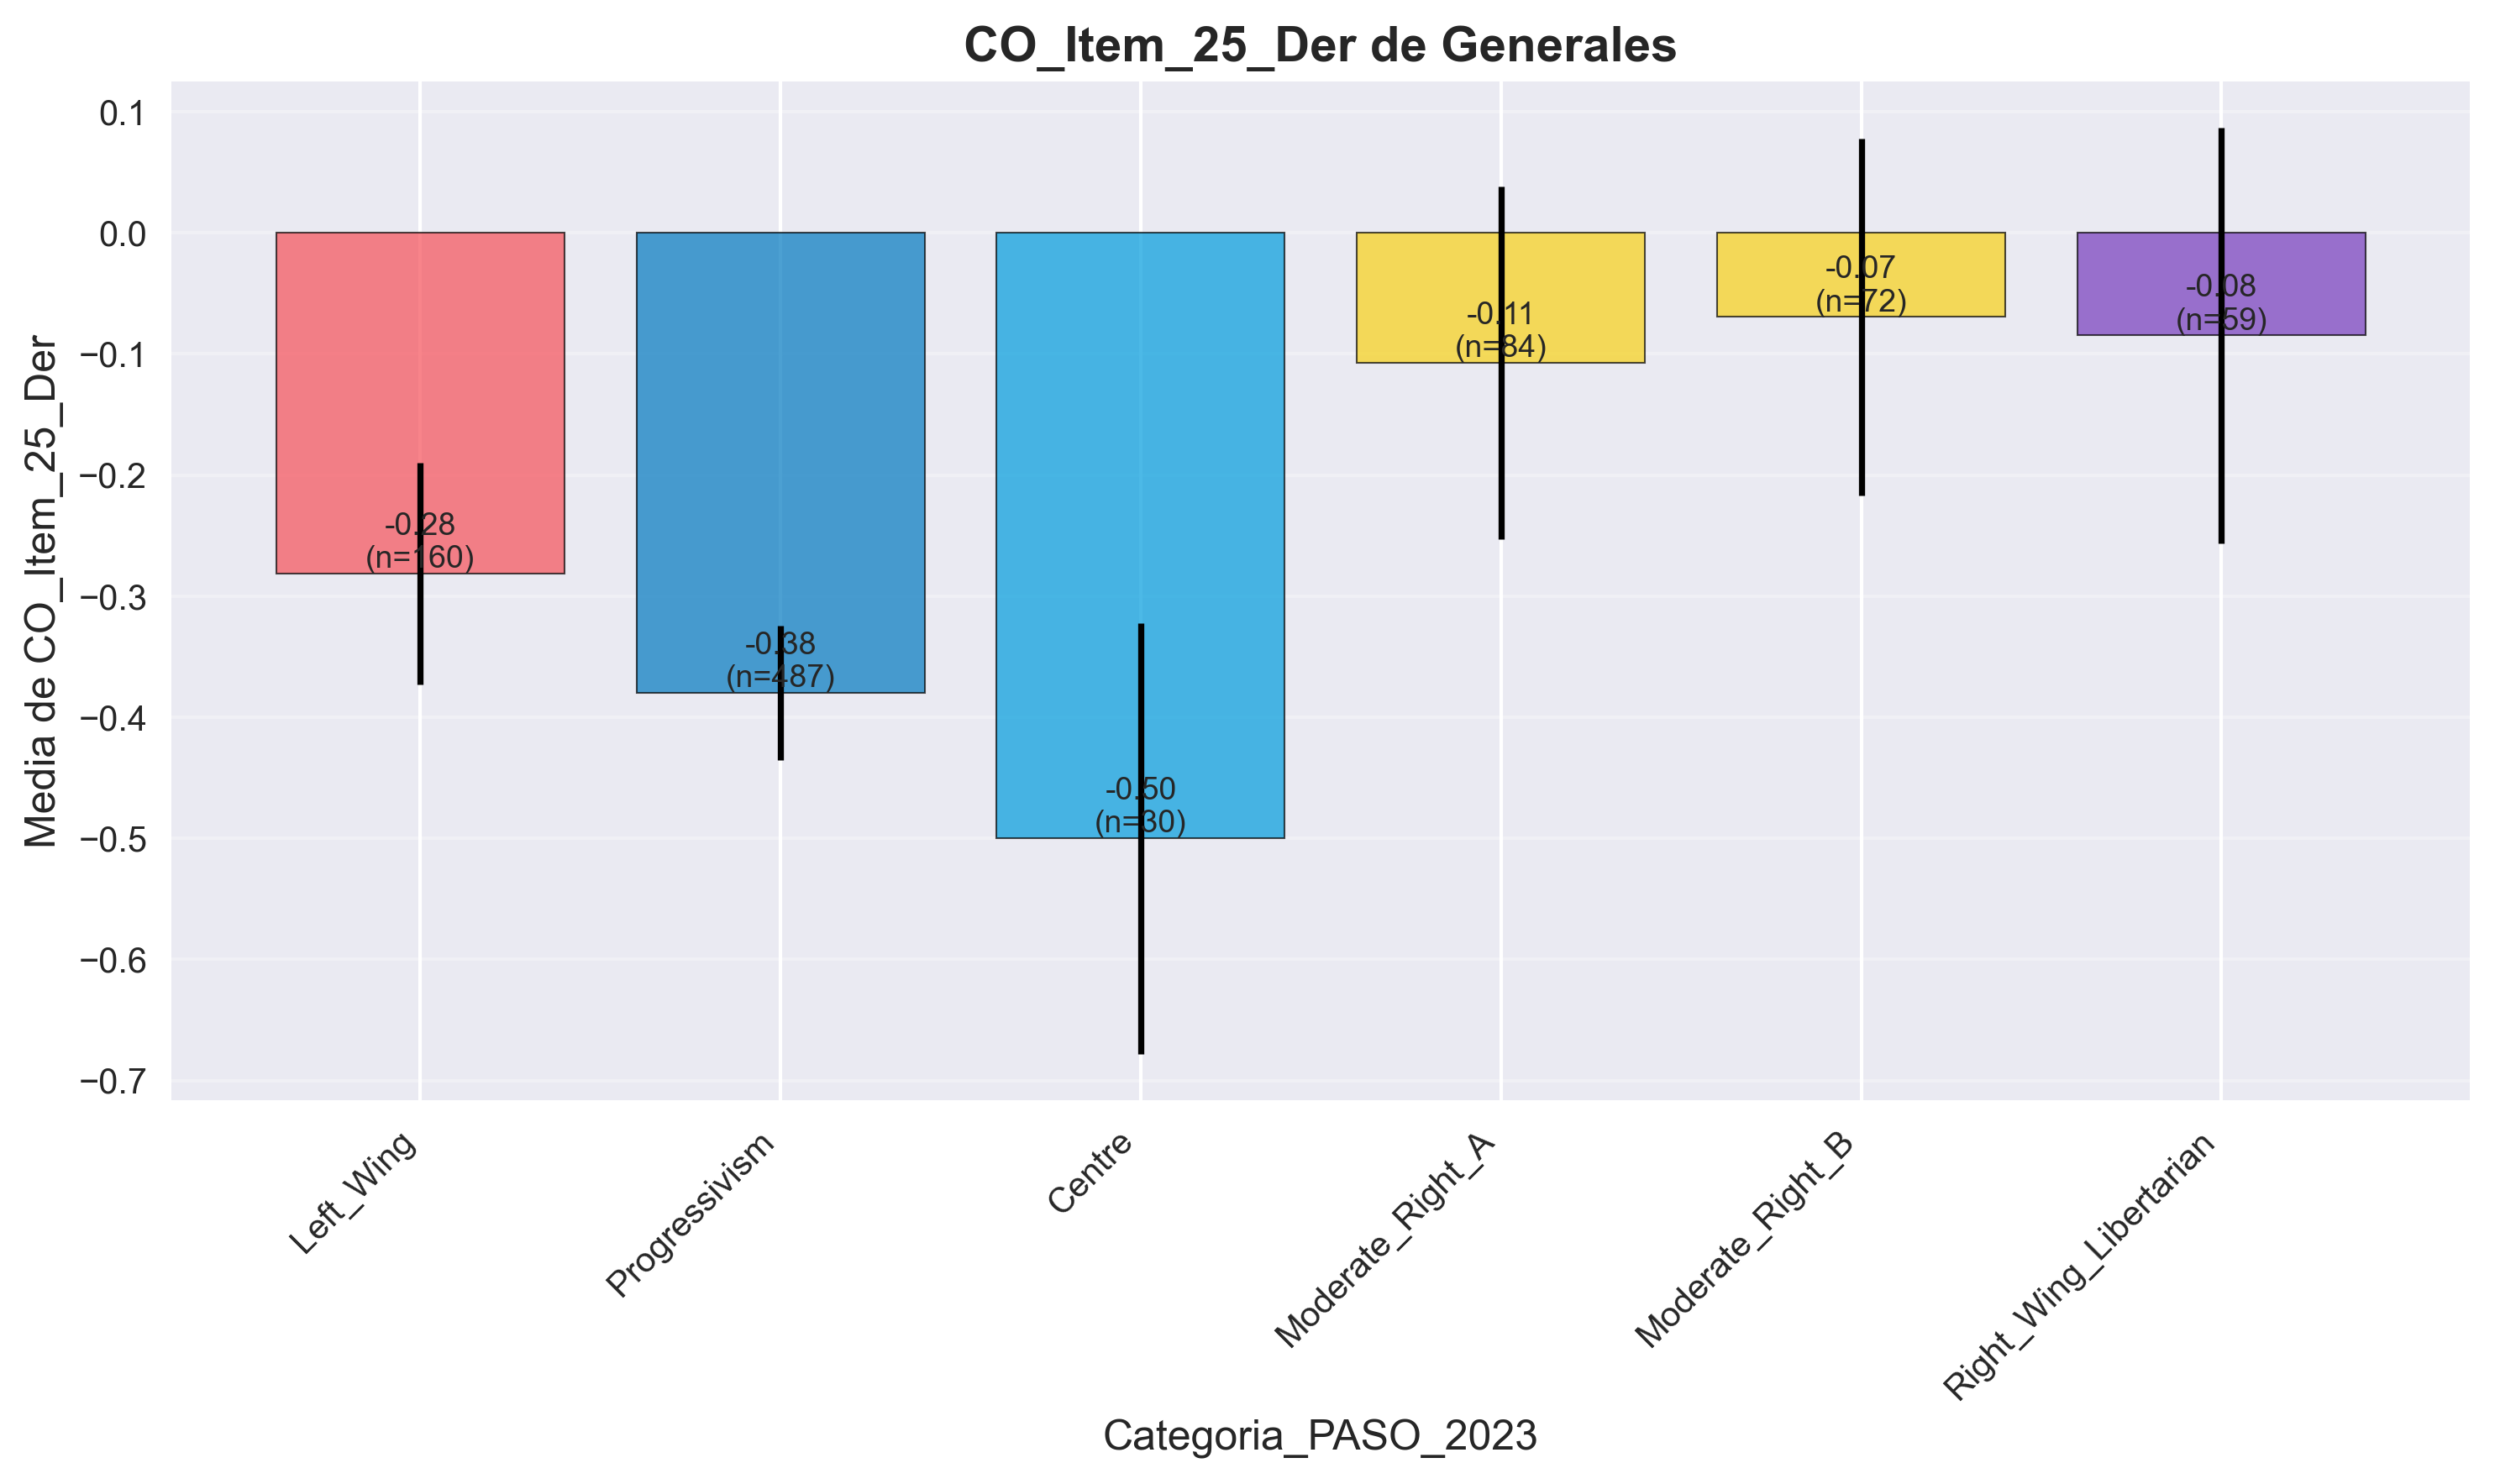 CO_Item_25_Der de Generales
Media de CO_Item_25_Der
0.1
0.0
−0.1
−0.2
−0.3
−0.4
−0.5
−0.6
−0.7
-0.28
(n=160)
-0.38
(n=487)
-0.50
(n=30)
-0.11
(n=84)
-0.07
(n=72)
-0.08
(n=59)
Left_Wing
Progressivism
Centre
Moderate_Right_A
Moderate_Right_B
Right_Wing_Libertarian
Categoria_PASO_2023